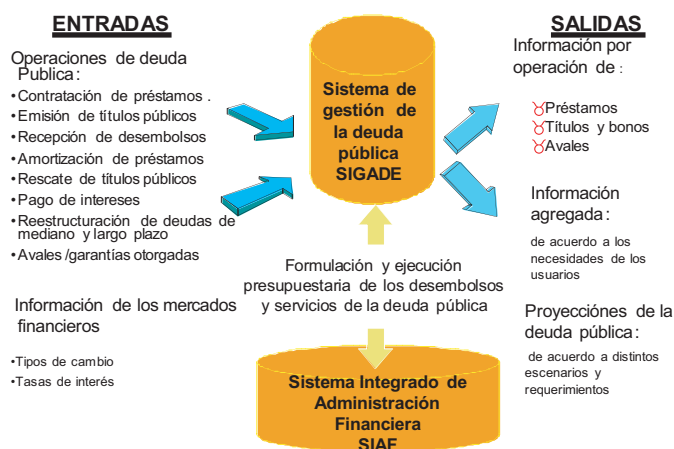 ENTRADAS
Operaciones de deuda
Publica:
•Contratación de préstamos .
•Emisión de títulos públicos
•Recepción de desembolsos
•Amortización de préstamos
•Rescate de títulos públicos
•Pago de intereses
•Reestructuración de deudas de
mediano y largo plazo
•Avales /garantías otorgadas
Información de los mercados
financieros
•Tipos de cambio
•Tasas de interés
Sistema de
gestión de
la deuda
pública
SIGADE
Formulación y ejecución
presupuestaria de los desembolsos
y servicios de la deuda pública
Sistema Integrado de
Administración
Financiera
SIAF
SALIDAS
Información por
operación de :
Préstamos
Títulos y bonos
Avales
Información
agregada:
de acuerdo a los
necesidades de los
usuarios
Proyecciónes de la
deuda pública:
de acuerdo a distintos
escenarios y
requerimientos